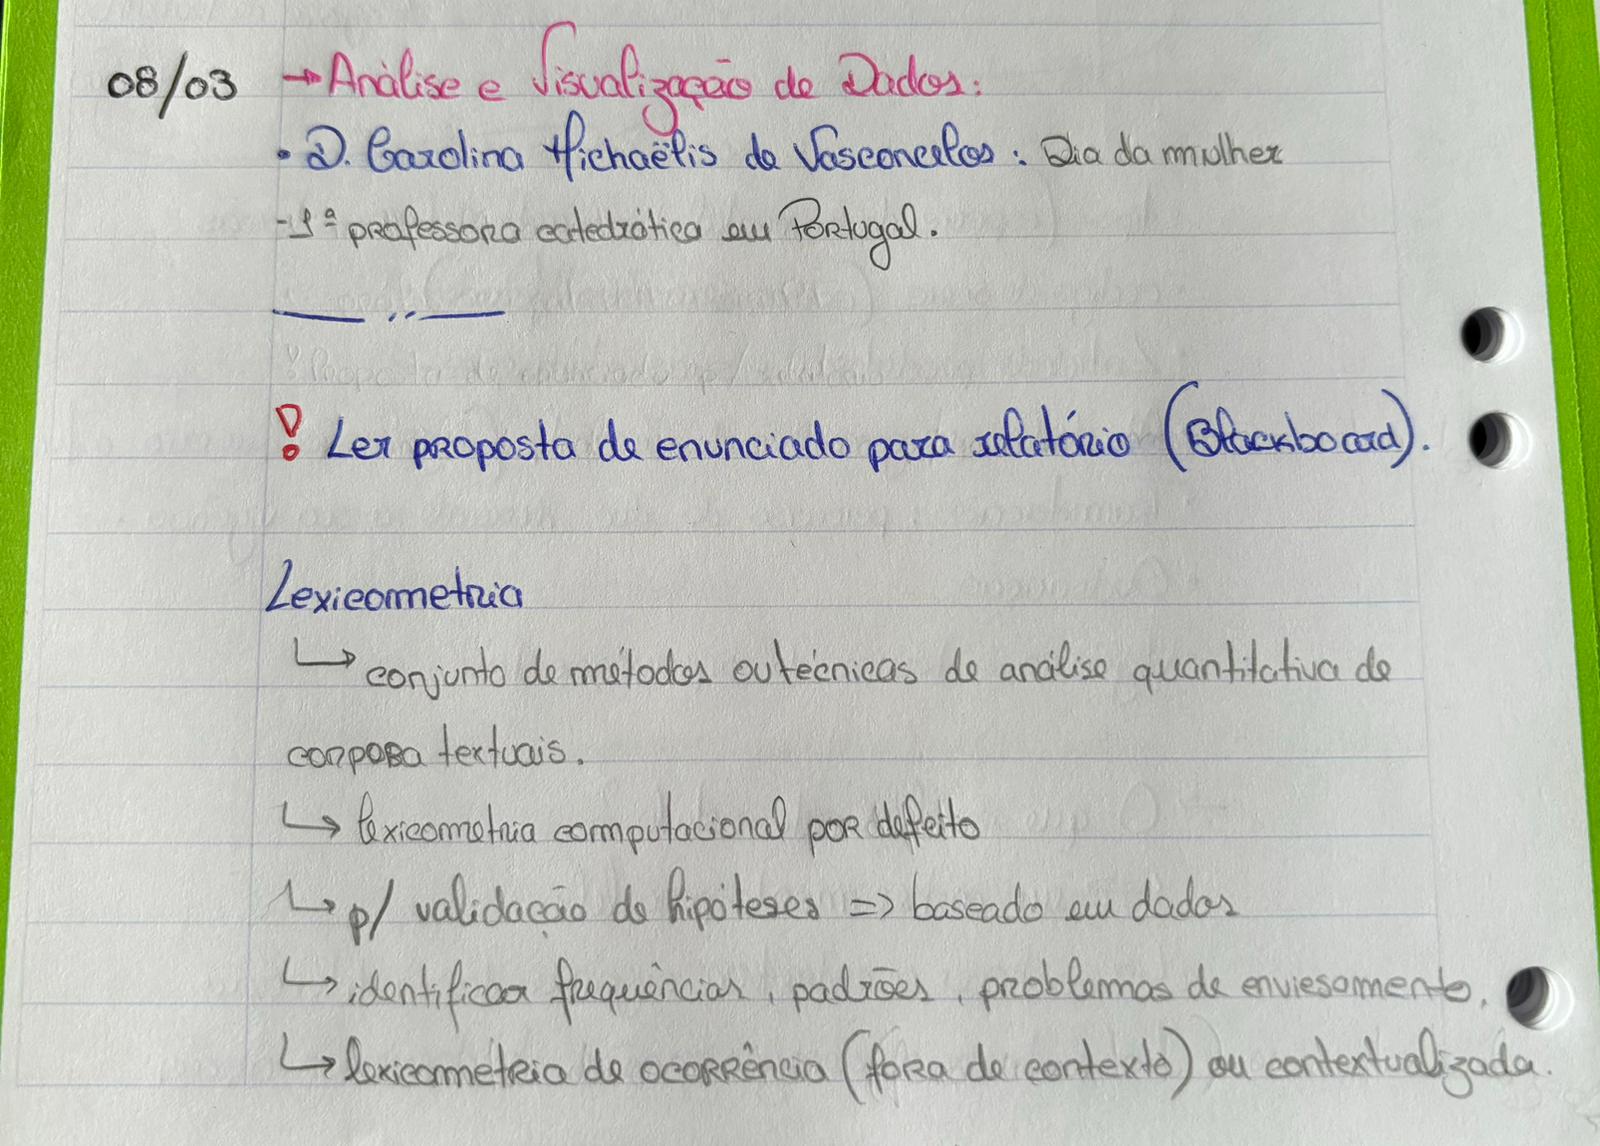 08/03 → Análise e Visualização de Dados:
• D. Carolina Michaëlis de Vasconcelos : Dia da mulher
- 1ª professora catedrática em Portugal.
! Ler proposta de enunciado para relatório (Blackboard).
Lexicometria
↳ conjunto de métodos ou técnicas de análise quantitativa de
corpora textuais.
↳ lexicometria computacional por defeito
↳ p/ validação de hipóteses => baseado em dados
↳ identificar frequências, padrões, problemas de enviesamento.
↳ lexicometria de ocorrência (fora de contexto) ou contextualizada.